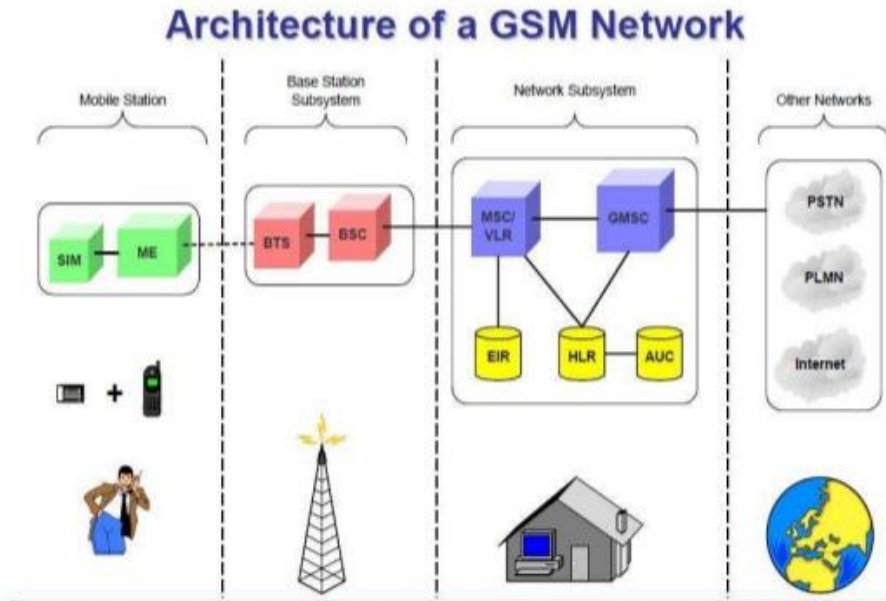 Architecture of a GSM Network
Mobile Station
Base Station
Subsystem
Network Subsystem
Other Networks
SIM
ME
BTS
BSC
MSC/
VLR
GMSC
EIR
HLR
AUC
PSTN
PLMN
Internet
+